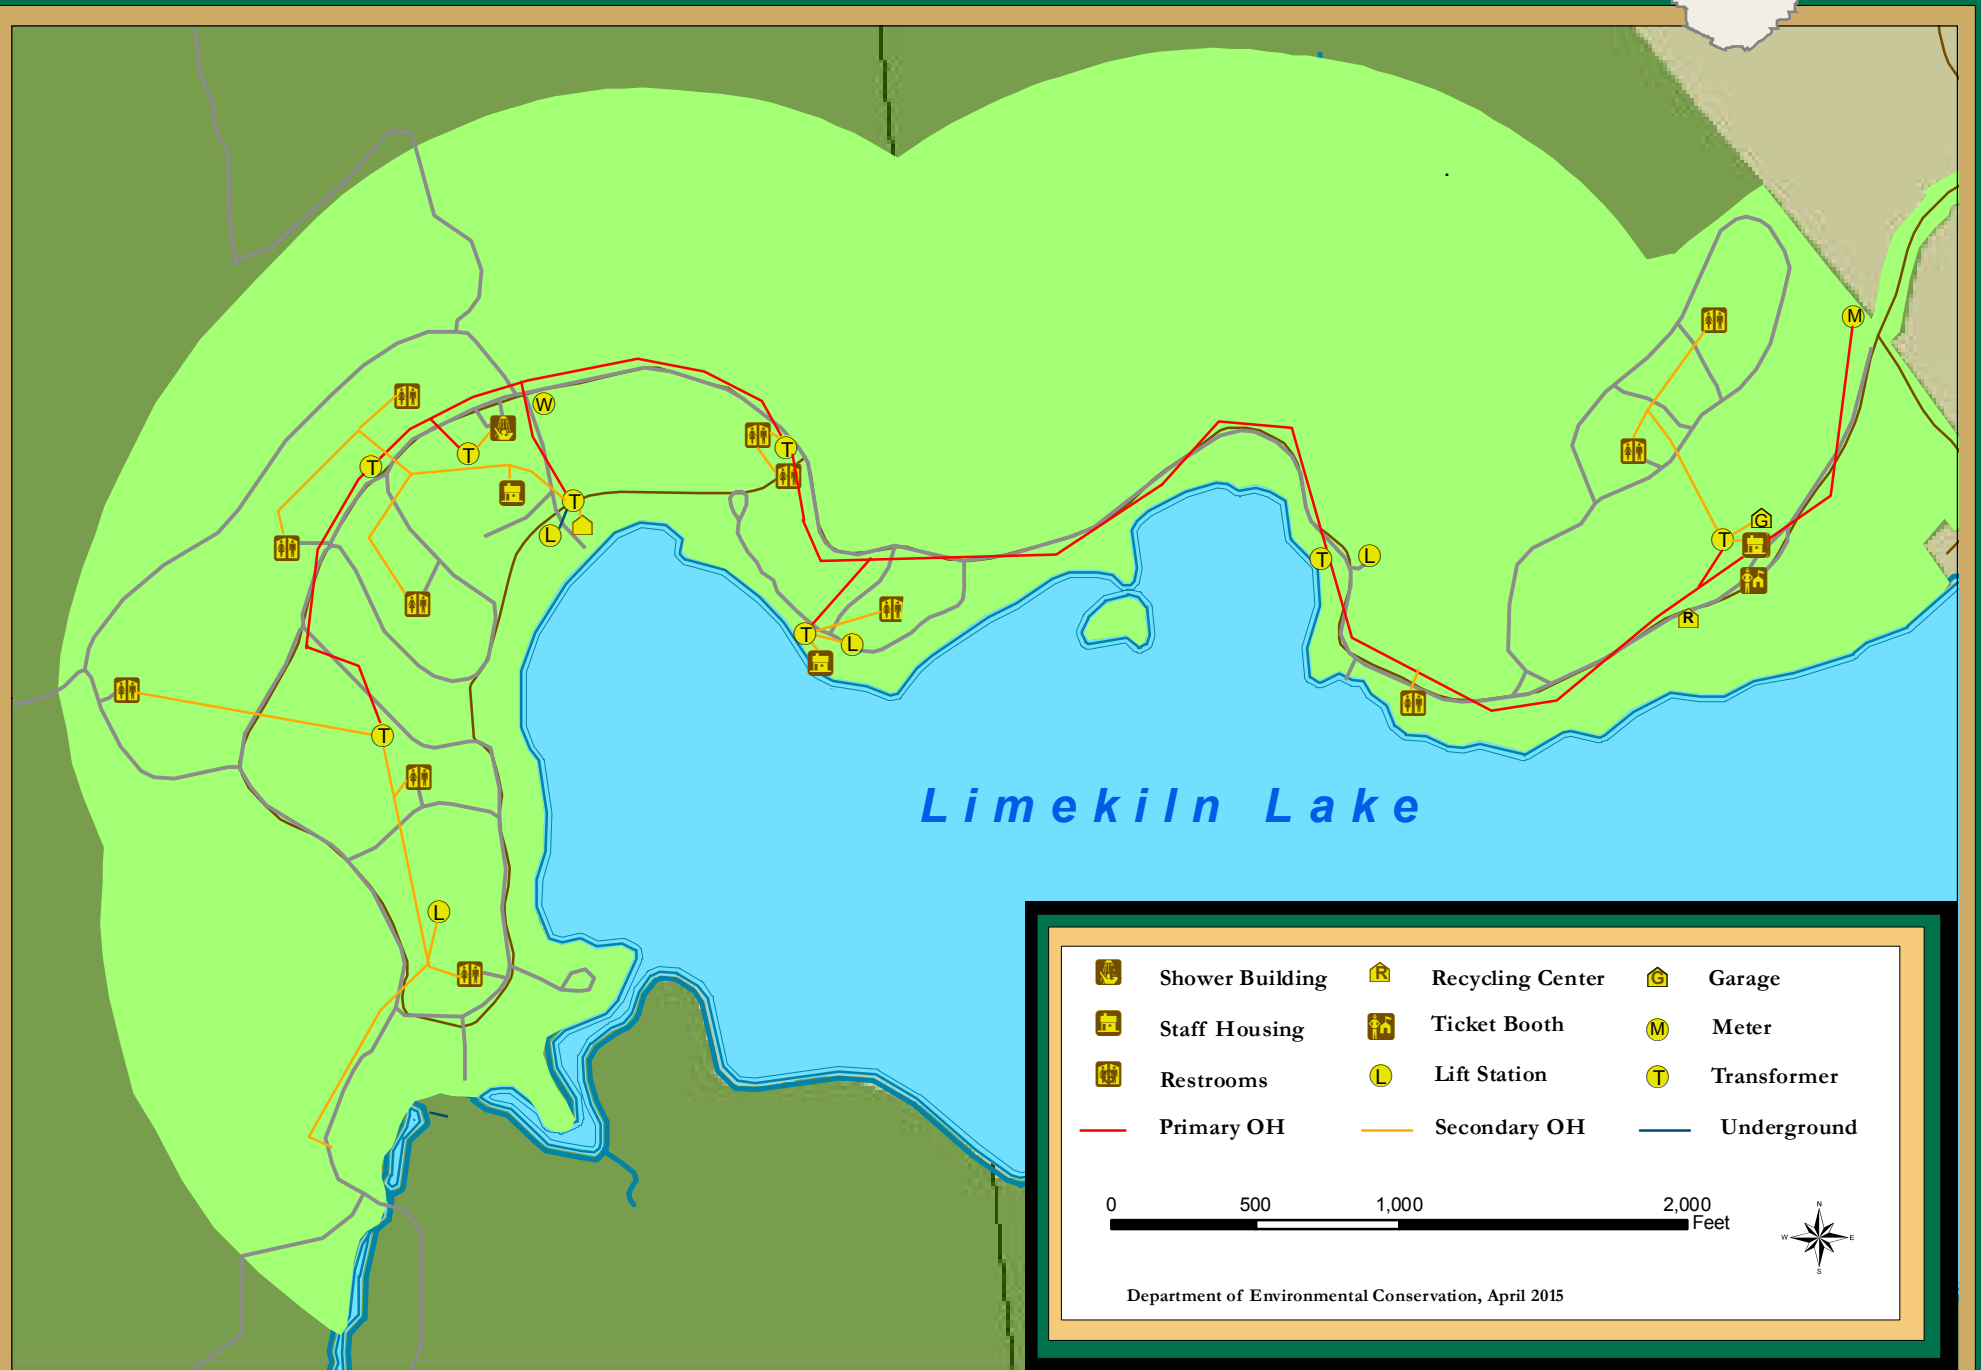 M
W
T
T
T
T
L
G
T
L
T
T
L
R
T
L
Limekiln Lake
L
Shower Building
R
Recycling Center
G
Garage
Staff Housing
Ticket Booth
M
Meter
Restrooms
L
Lift Station
T
Transformer
Primary OH
Secondary OH
Underground
0 500 1,000 2,000
Feet
N
W E
S
Department of Environmental Conservation, April 2015